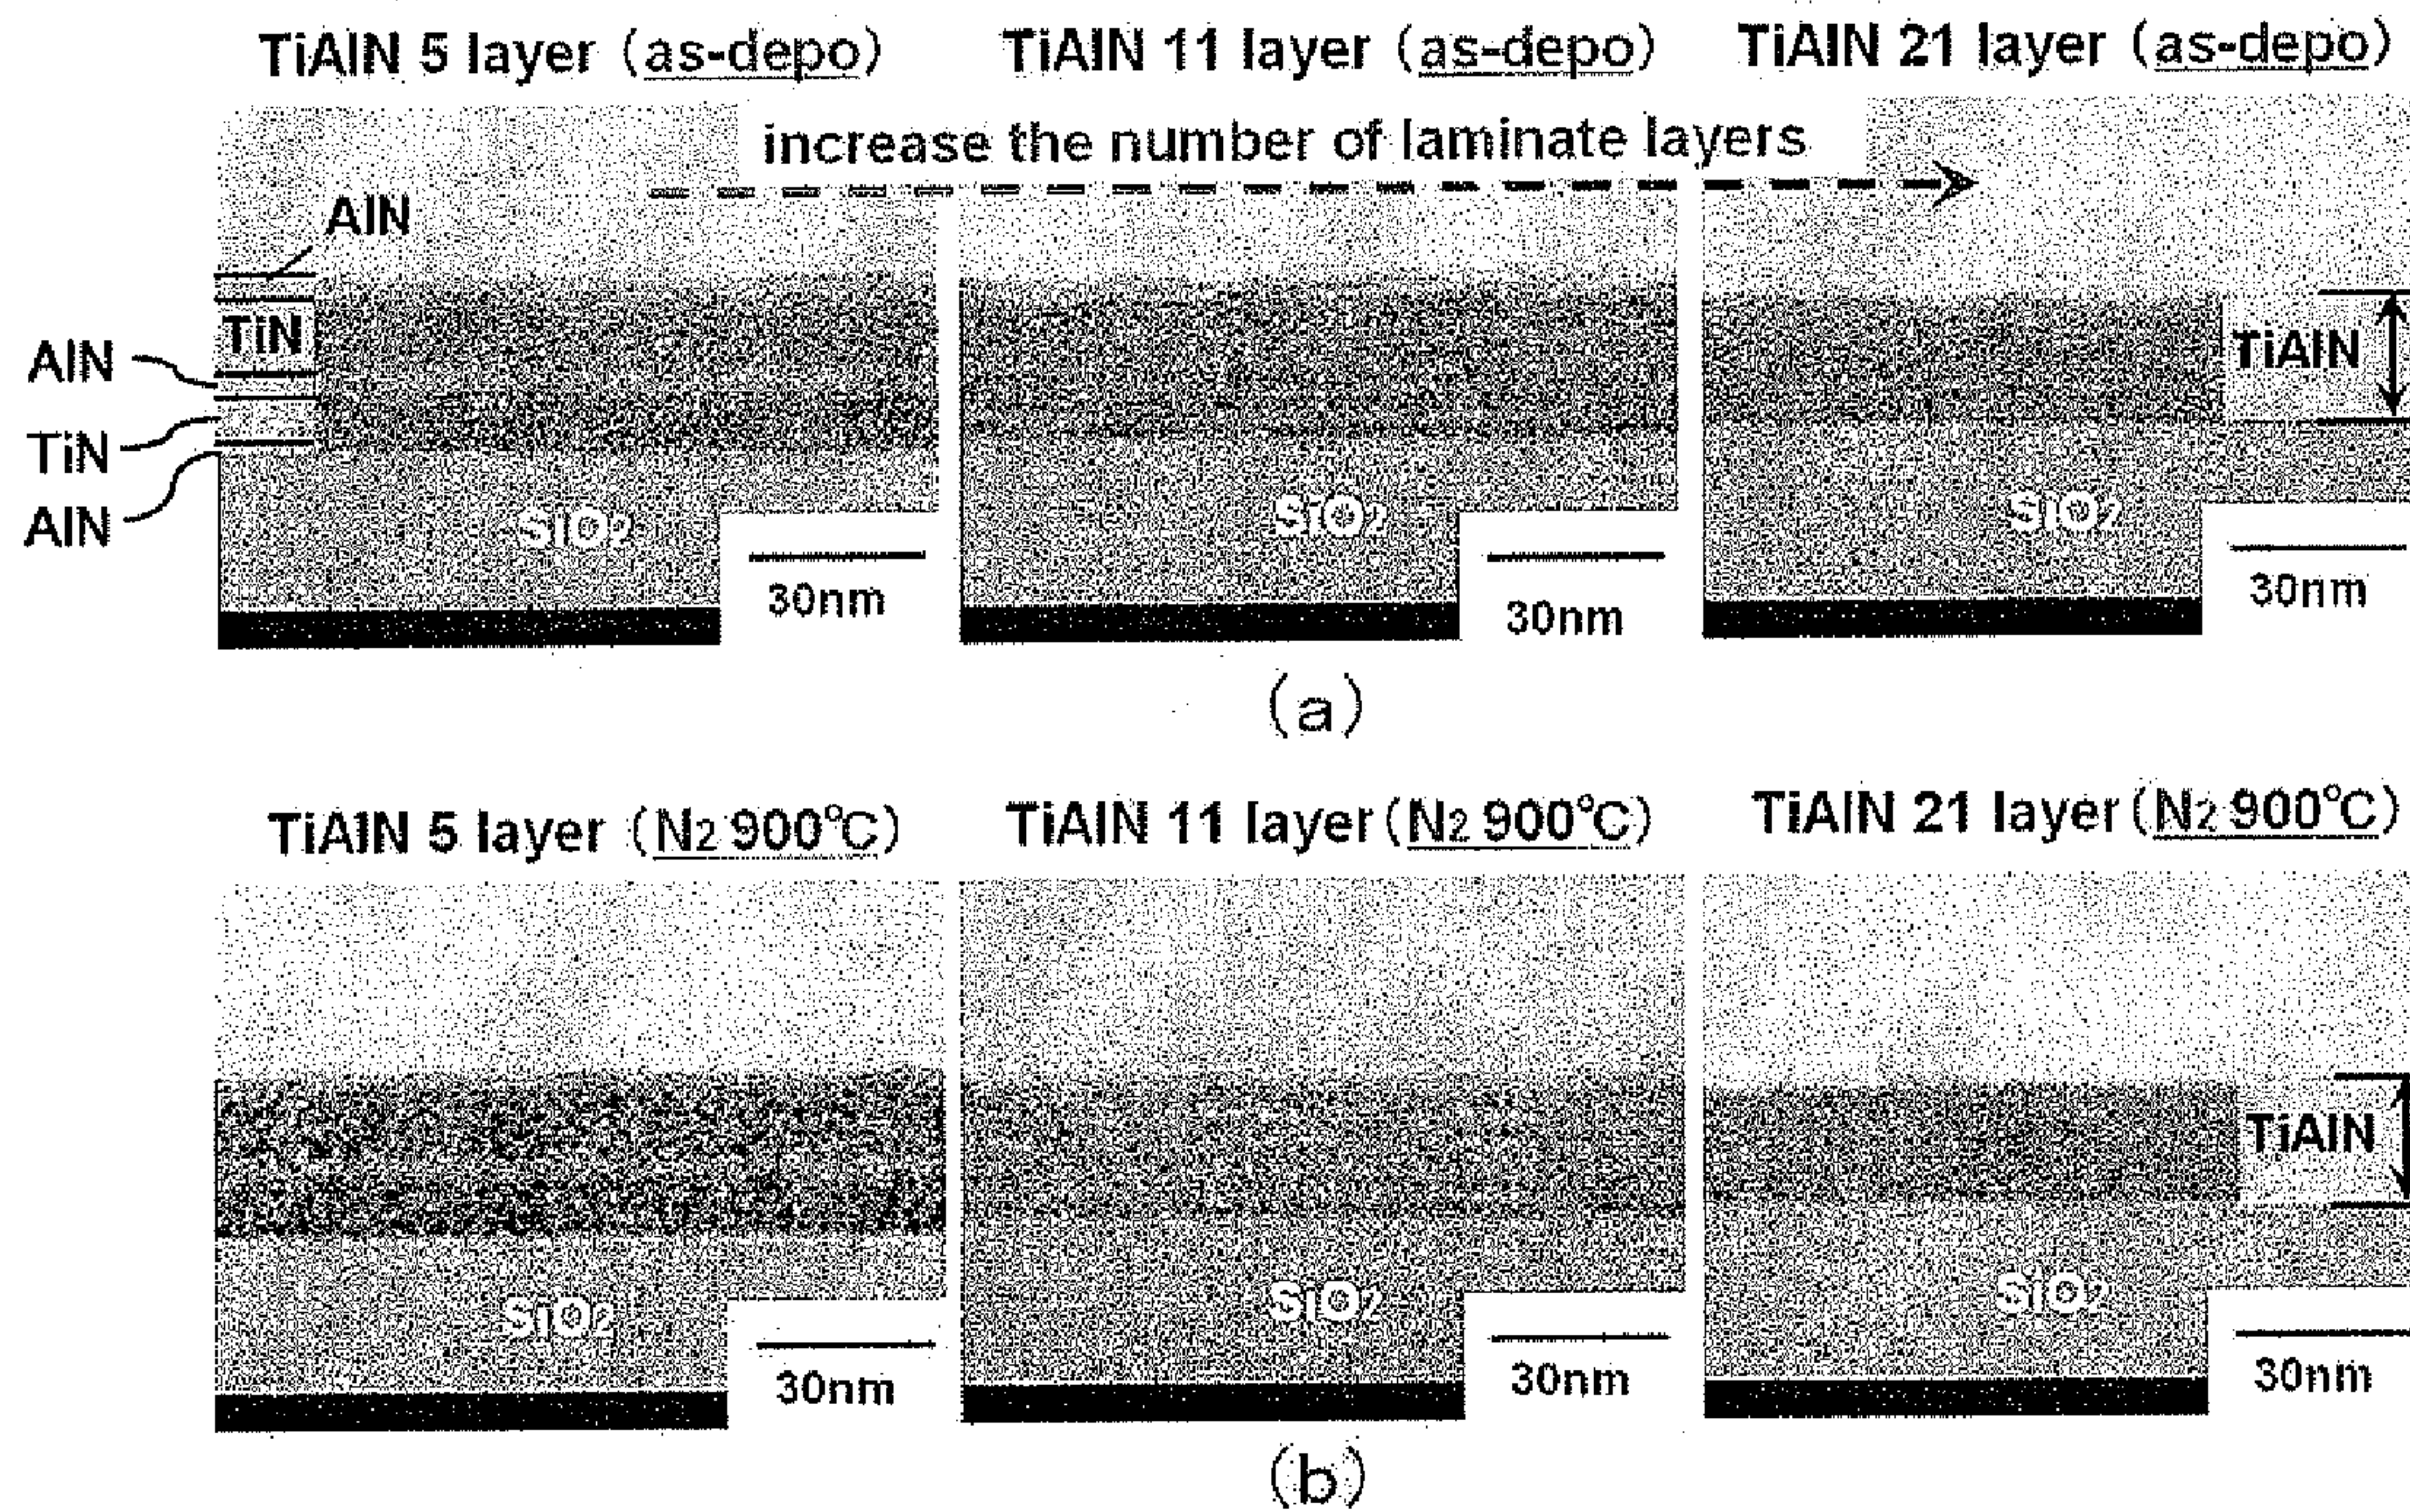 TiAlN 5 layer (as-depo)
TiAlN 11 layer (as-depo)
TiAlN 21 layer (as-depo)
increase the number of laminate layers
AlN
TiN
AlN
TiN
AlN
TiAlN
SiO2
SiO2
SiO2
30nm
30nm
30nm
(a)
TiAlN 5 layer (N2 900℃)
TiAlN 11 layer (N2 900℃)
TiAlN 21 layer (N2 900℃)
TiAlN
SiO2
SiO2
SiO2
30nm
30nm
30nm
(b)